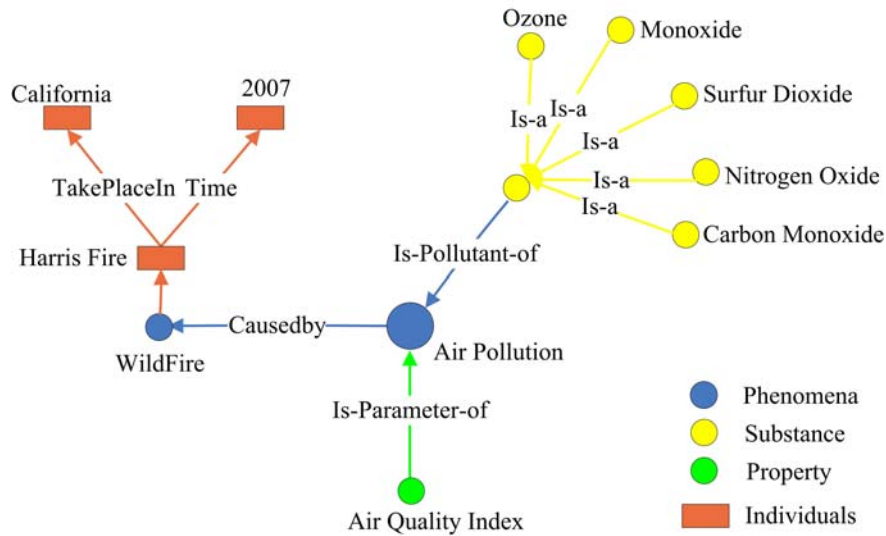 Ozone
Monoxide
California
2007
Surfur Dioxide
Is-a
Is-a
Is-a
TakePlaceIn
Time
Is-a
Nitrogen Oxide
Is-a
Carbon Monoxide
Harris Fire
Is-Pollutant-of
Causedby
WildFire
Air Pollution
Is-Parameter-of
Air Quality Index
Phenomena
Substance
Property
Individuals